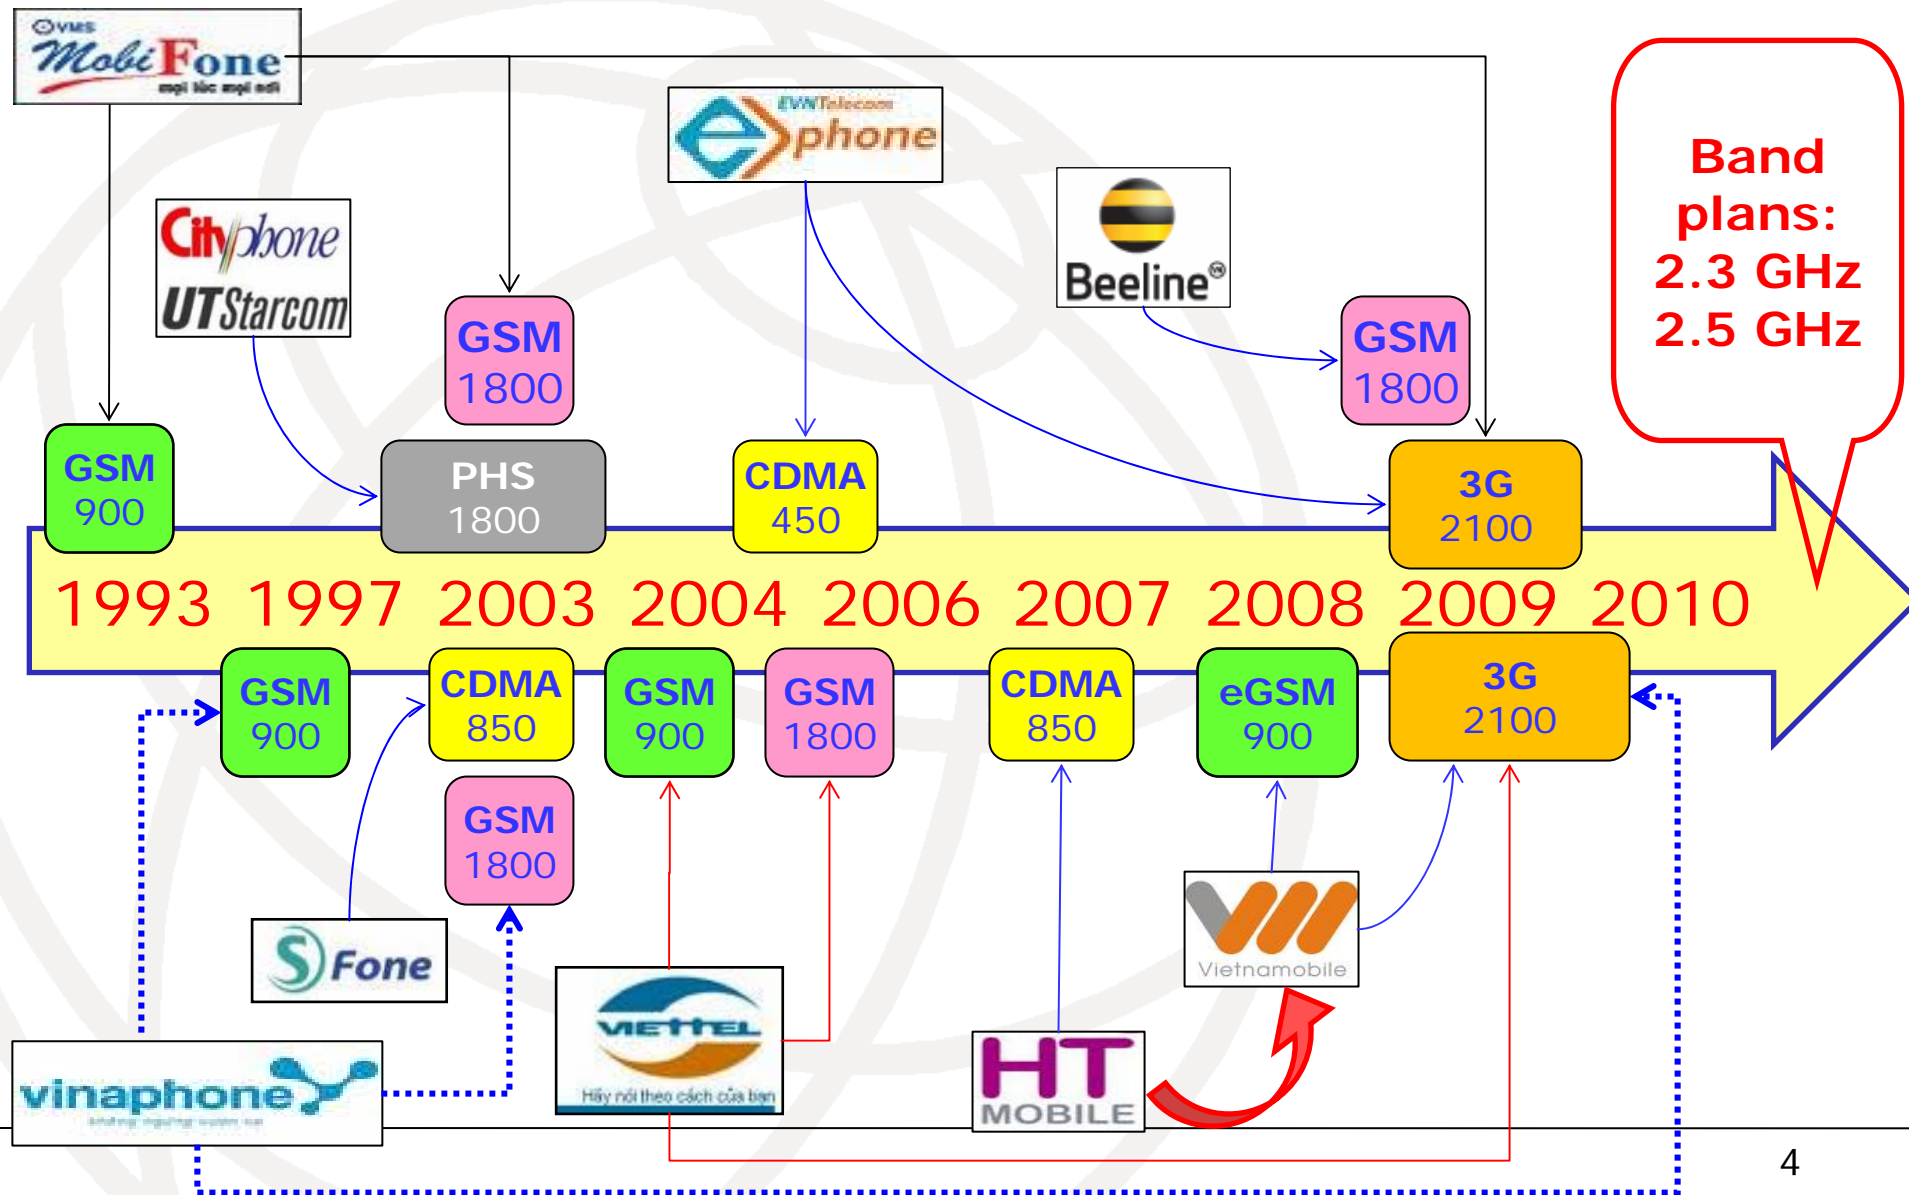 VMS
MobiFone
mọi lúc mọi nơi
EVNTelecom
ephone
Cityphone
UTStarcom
Beeline
Band
plans:
2.3 GHz
2.5 GHz
GSM
1800
GSM
1800
GSM
900
PHS
1800
CDMA
450
3G
2100
1993 1997 2003 2004 2006 2007 2008 2009 2010
GSM
900
CDMA
850
GSM
900
GSM
1800
CDMA
850
eGSM
900
3G
2100
GSM
1800
S Fone
VIETTEL
Hãy nói theo cách của bạn
Vietnamobile
HT
MOBILE
vinaphone
4